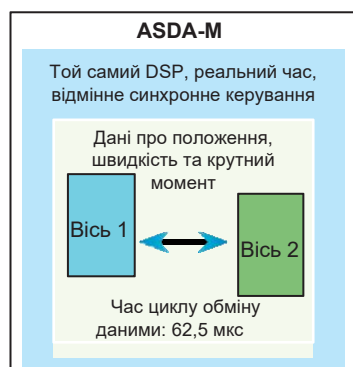 ASDA-M
Той самий DSP, реальний час,
відмінне синхронне керування
Дані про положення,
швидкість та крутний
момент
Вісь 1
Вісь 2
Час циклу обміну
даними: 62,5 мкс